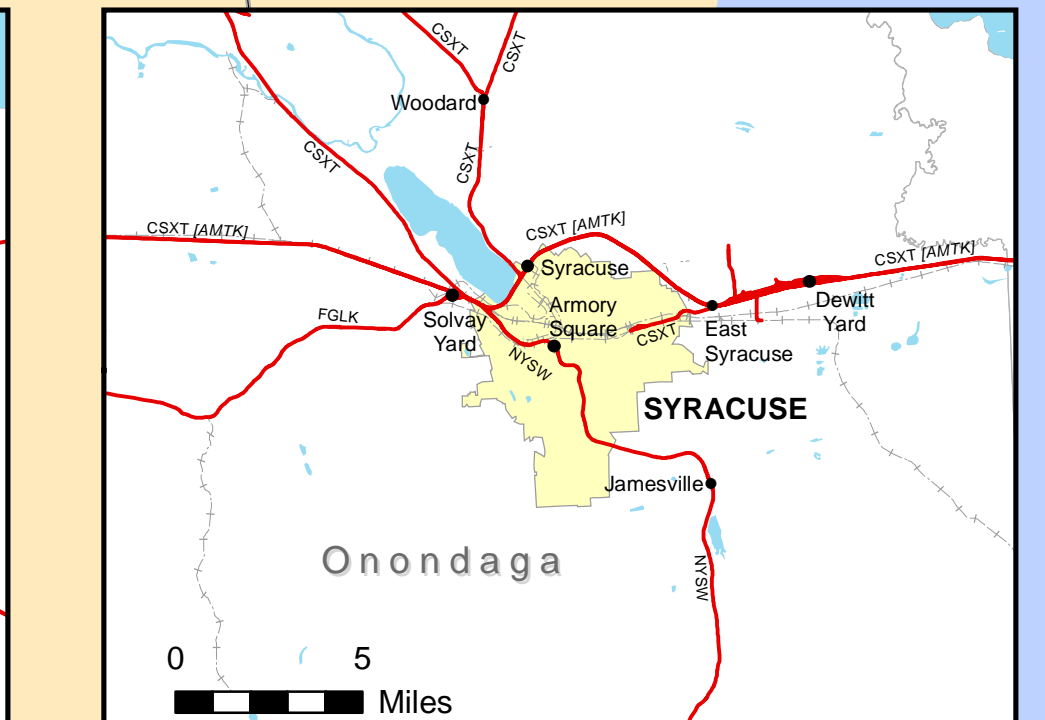 CSXT
CSXT
Woodard
CSXT
CSXT
CSXT [AMTK]
CSXT [AMTK]
CSXT [AMTK]
Syracuse
Armory
Square
Solvay
Yard
FGLK
NYSW
CSXT
East
Syracuse
Dewitt
Yard
SYRACUSE
Jamesville
NYSW
Onondaga
0 5
Miles